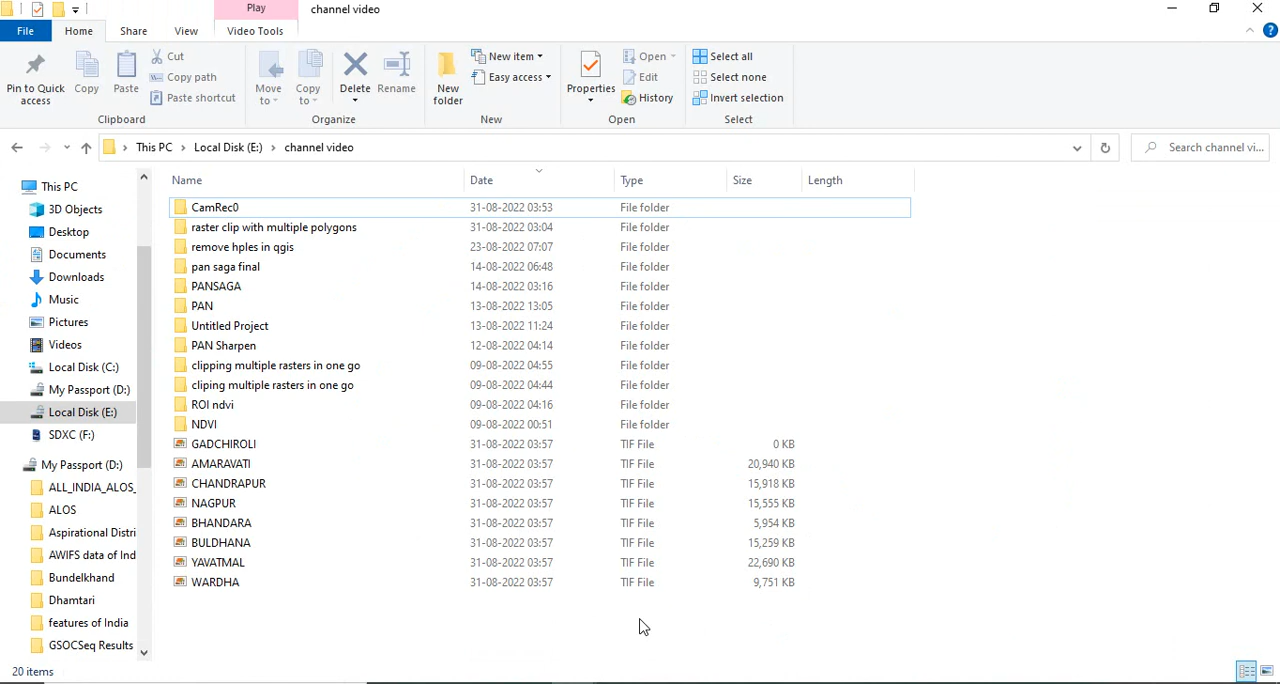 Play
channel video
File
Home
Share
View
Video Tools
Pin to Quick access
Copy
Paste
Cut
Copy path
Paste shortcut
Clipboard
Move to
Copy to
Delete
Rename
Organize
New folder
New item
Easy access
New
Properties
Open
Edit
History
Open
Select all
Select none
Invert selection
Select
This PC > Local Disk (E:) > channel video
Search channel vi...
Name Date Type Size Length
CamRec0 31-08-2022 03:53 File folder
raster clip with multiple polygons 31-08-2022 03:04 File folder
remove hples in qgis 23-08-2022 07:07 File folder
pan saga final 14-08-2022 06:48 File folder
PANSAGA 14-08-2022 03:16 File folder
PAN 13-08-2022 13:05 File folder
Untitled Project 13-08-2022 11:24 File folder
PAN Sharpen 12-08-2022 04:14 File folder
clipping multiple rasters in one go 09-08-2022 04:55 File folder
cliping multiple rasters in one go 09-08-2022 04:44 File folder
ROI ndvi 09-08-2022 04:16 File folder
NDVI 09-08-2022 00:51 File folder
GADCHIROLI 31-08-2022 03:57 TIF File 0 KB
AMARAVATI 31-08-2022 03:57 TIF File 20,940 KB
CHANDRAPUR 31-08-2022 03:57 TIF File 15,918 KB
NAGPUR 31-08-2022 03:57 TIF File 15,555 KB
BHANDARA 31-08-2022 03:57 TIF File 5,954 KB
BULDHANA 31-08-2022 03:57 TIF File 15,259 KB
YAVATMAL 31-08-2022 03:57 TIF File 22,690 KB
WARDHA 31-08-2022 03:57 TIF File 9,751 KB
This PC
3D Objects
Desktop
Documents
Downloads
Music
Pictures
Videos
Local Disk (C:)
My Passport (D:)
Local Disk (E:)
SDXC (F:)
My Passport (D:)
ALL_INDIA_ALOS_
ALOS
Aspirational Distri
AWIFS data of Ind
Bundelkhand
Dhamtari
features of India
GSOCSeq Results
20 items